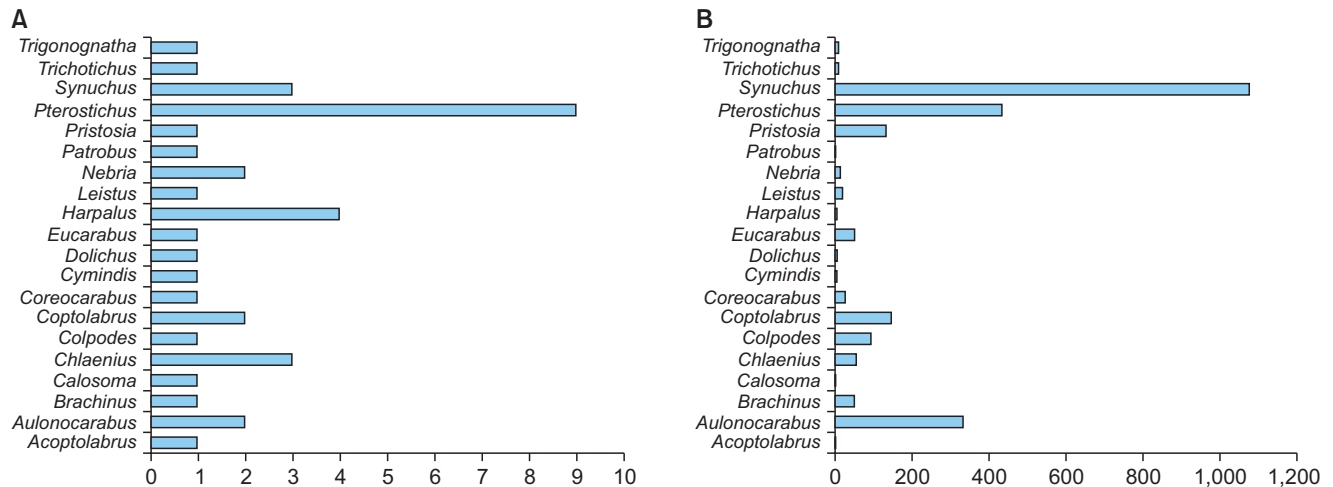 A
Trigonognatha
Trichotichus
Synuchus
Pterostichus
Pristosia
Patrobus
Nebria
Leistus
Harpalus
Eucarabus
Dolichus
Cymindis
Coreocarabus
Coptolabrus
Colpodes
Chlaenius
Calosoma
Brachinus
Aulonocarabus
Acoptolabrus
0 1 2 3 4 5 6 7 8 9 10
B
Trigonognatha
Trichotichus
Synuchus
Pterostichus
Pristosia
Patrobus
Nebria
Leistus
Harpalus
Eucarabus
Dolichus
Cymindis
Coreocarabus
Coptolabrus
Colpodes
Chlaenius
Calosoma
Brachinus
Aulonocarabus
Acoptolabrus
0 200 400 600 800 1,000 1,200